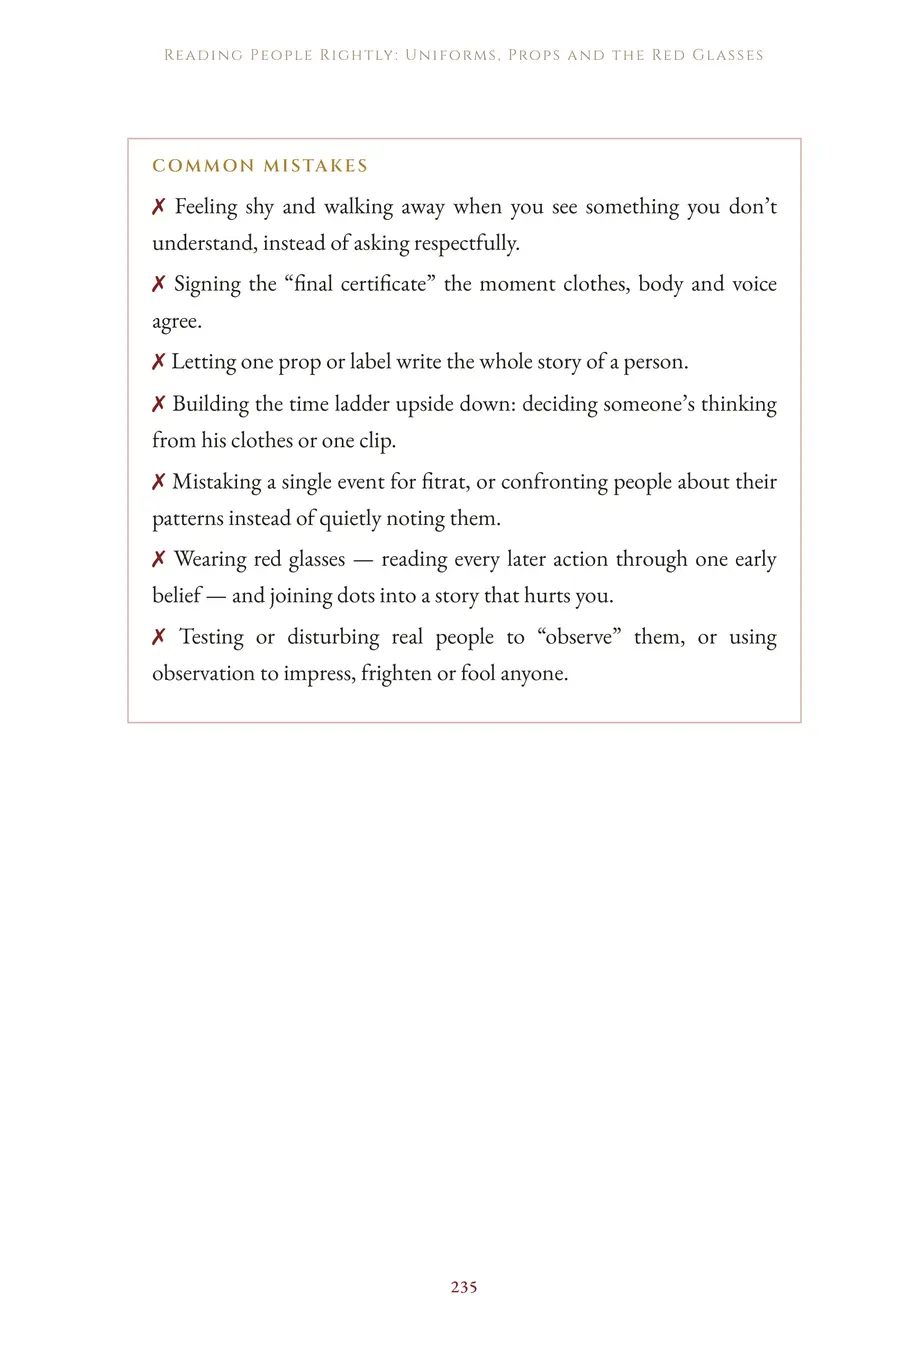 Reading People Rightly: Uniforms, Props and the Red Glasses
COMMON MISTAKES
✗ Feeling shy and walking away when you see something you don’t
understand, instead of asking respectfully.
✗ Signing the “final certificate” the moment clothes, body and voice
agree.
✗ Letting one prop or label write the whole story of a person.
✗ Building the time ladder upside down: deciding someone’s thinking
from his clothes or one clip.
✗ Mistaking a single event for fitrat, or confronting people about their
patterns instead of quietly noting them.
✗ Wearing red glasses — reading every later action through one early
belief — and joining dots into a story that hurts you.
✗ Testing or disturbing real people to “observe” them, or using
observation to impress, frighten or fool anyone.
235